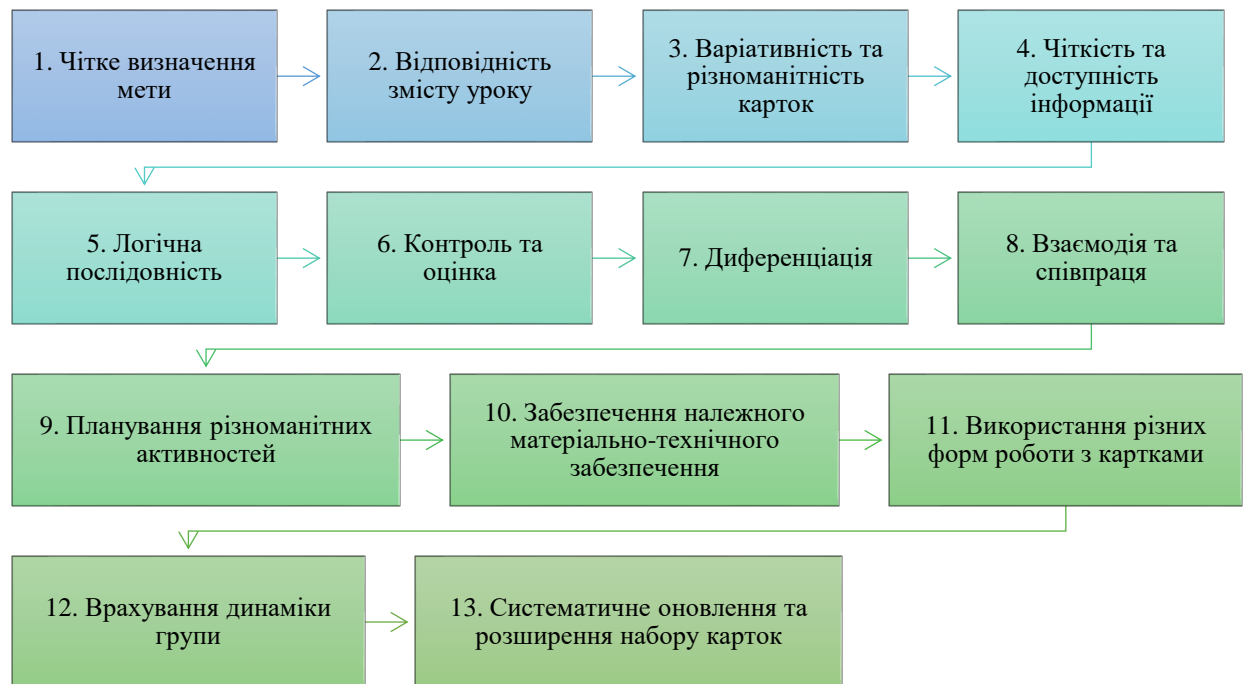 1. Чітке визначення
мети
2. Відповідність
змісту уроку
3. Варіативність та
різноманітність
карток
4. Чіткість та
доступність
інформації
5. Логічна
послідовність
6. Контроль та
оцінка
7. Диференціація
8. Взаємодія та
співпраця
9. Планування різноманітних
активностей
10. Забезпечення належного
матеріально-технічного
забезпечення
11. Використання різних
форм роботи з картками
12. Врахування динаміки
групи
13. Систематичне оновлення та
розширення набору карток